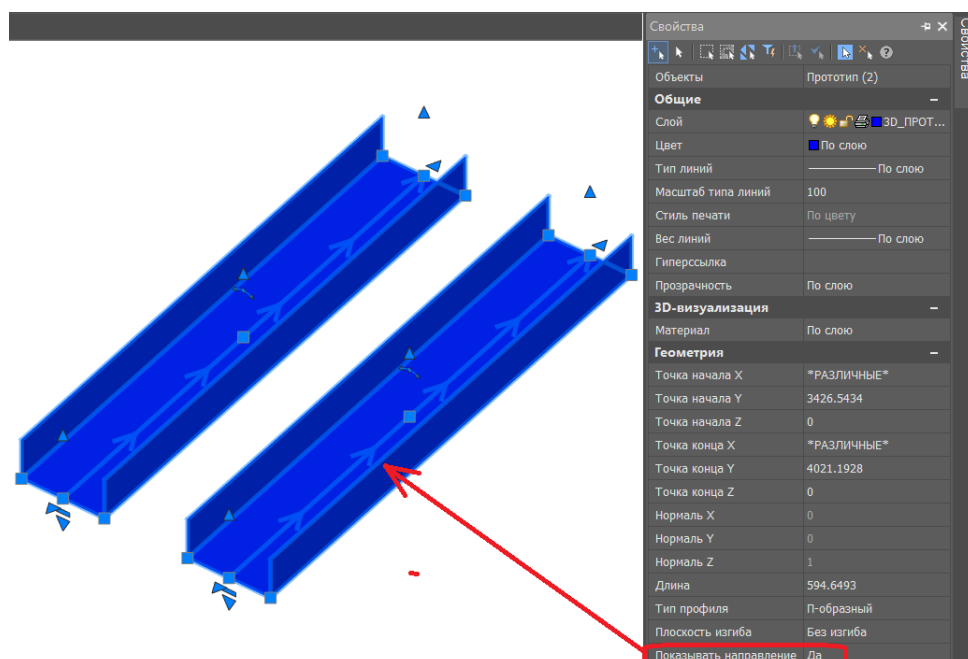 Свойства
Свойства
Объекты Прототип (2)
Общие
Слой 3D_ПРОТ...
Цвет По слою
Тип линий По слою
Масштаб типа линий 100
Стиль печати По цвету
Вес линий По слою
Гиперссылка
Прозрачность По слою
3D-визуализация
Материал По слою
Геометрия
Точка начала X *РАЗЛИЧНЫЕ*
Точка начала Y 3426.5434
Точка начала Z 0
Точка конца X *РАЗЛИЧНЫЕ*
Точка конца Y 4021.1928
Точка конца Z 0
Нормаль X 0
Нормаль Y 0
Нормаль Z 1
Длина 594.6493
Тип профиля П-образный
Плоскость изгиба Без изгиба
Показывать направление Да